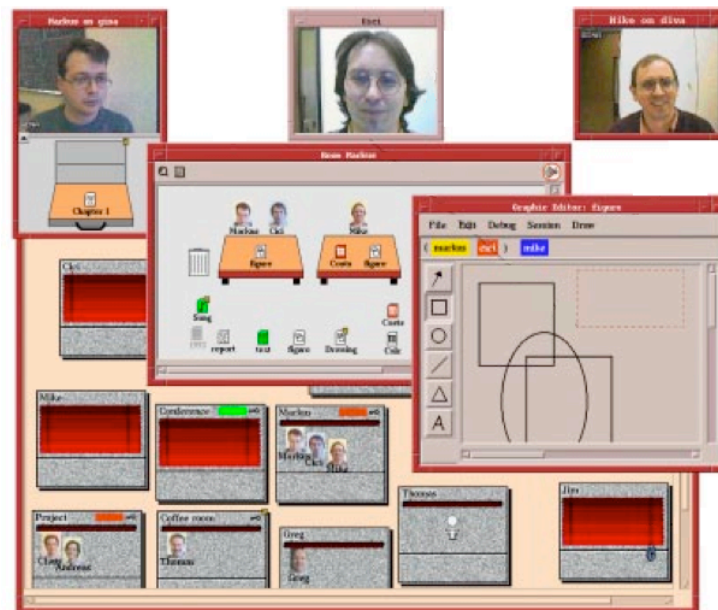 Markus on gina
Cici
Mike on diva
Chapter 1
Room Markus
Markus Cici
Mike
figure
Costs figure
Song
report
text
figure
Drawing
Costs
Calc
Graphic Editor: figure
File Edit Debug Session Draw
( markus cici ) mike
A
Cici
Mike
Conference
Markus
Markus
Cici
Mike
Thomas
Jim
Project
Andreas
Coffee room
Thomas
Greg
Greg